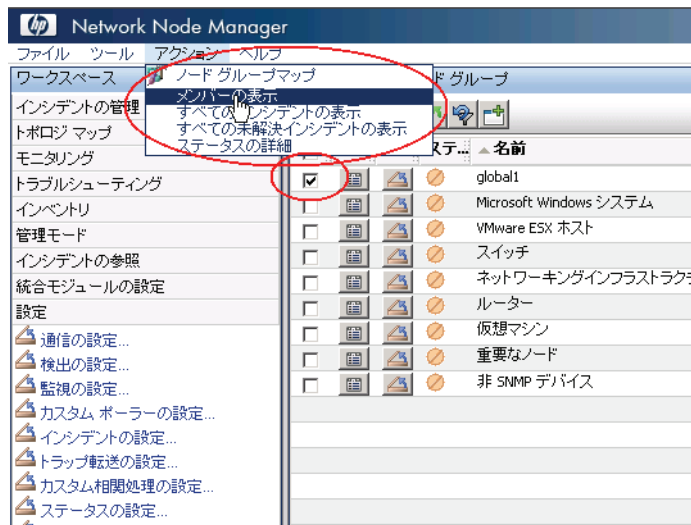 hp Network Node Manager
ファイル ツール アクション ヘルプ
ワークスペース
ノード グループマップ
メンバーの表示
すべてのインシデントの表示
すべての未解決インシデントの表示
ステータスの詳細
ド グループ
インシデントの管理
トポロジ マップ
モニタリング
トラブルシューティング
インベントリ
管理モード
インシデントの参照
統合モジュールの設定
設定
通信の設定...
検出の設定...
監視の設定...
カスタム ポーラーの設定...
インシデントの設定...
トラップ転送の設定...
カスタム相関処理の設定...
ステータスの設定...
ステ... 名前
global1
Microsoft Windows システム
VMware ESX ホスト
スイッチ
ネットワーキングインフラストラクチ
ルーター
仮想マシン
重要なノード
非 SNMP デバイス